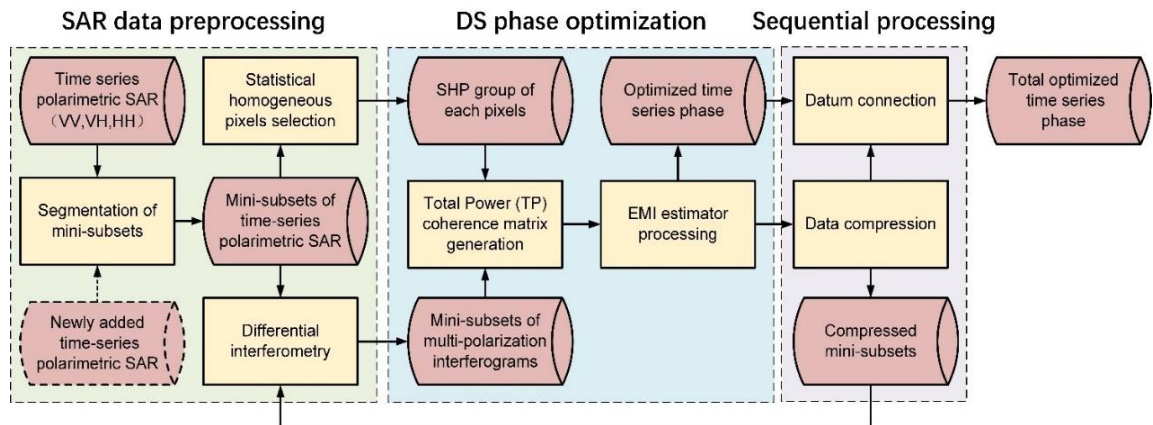 SAR data preprocessing
DS phase optimization
Sequential processing
Time series
polarimetric SAR
（VV,VH,HH）
Statistical
homogeneous
pixels selection
SHP group of
each pixels
Optimized time
series phase
Datum connection
Total optimized
time series
phase
Segmentation of
mini-subsets
Mini-subsets of
time-series
polarimetric SAR
Total Power (TP)
coherence matrix
generation
EMI estimator
processing
Data compression
Newly added
time-series
polarimetric SAR
Differential
interferometry
Mini-subsets of
multi-polarization
interferograms
Compressed
mini-subsets